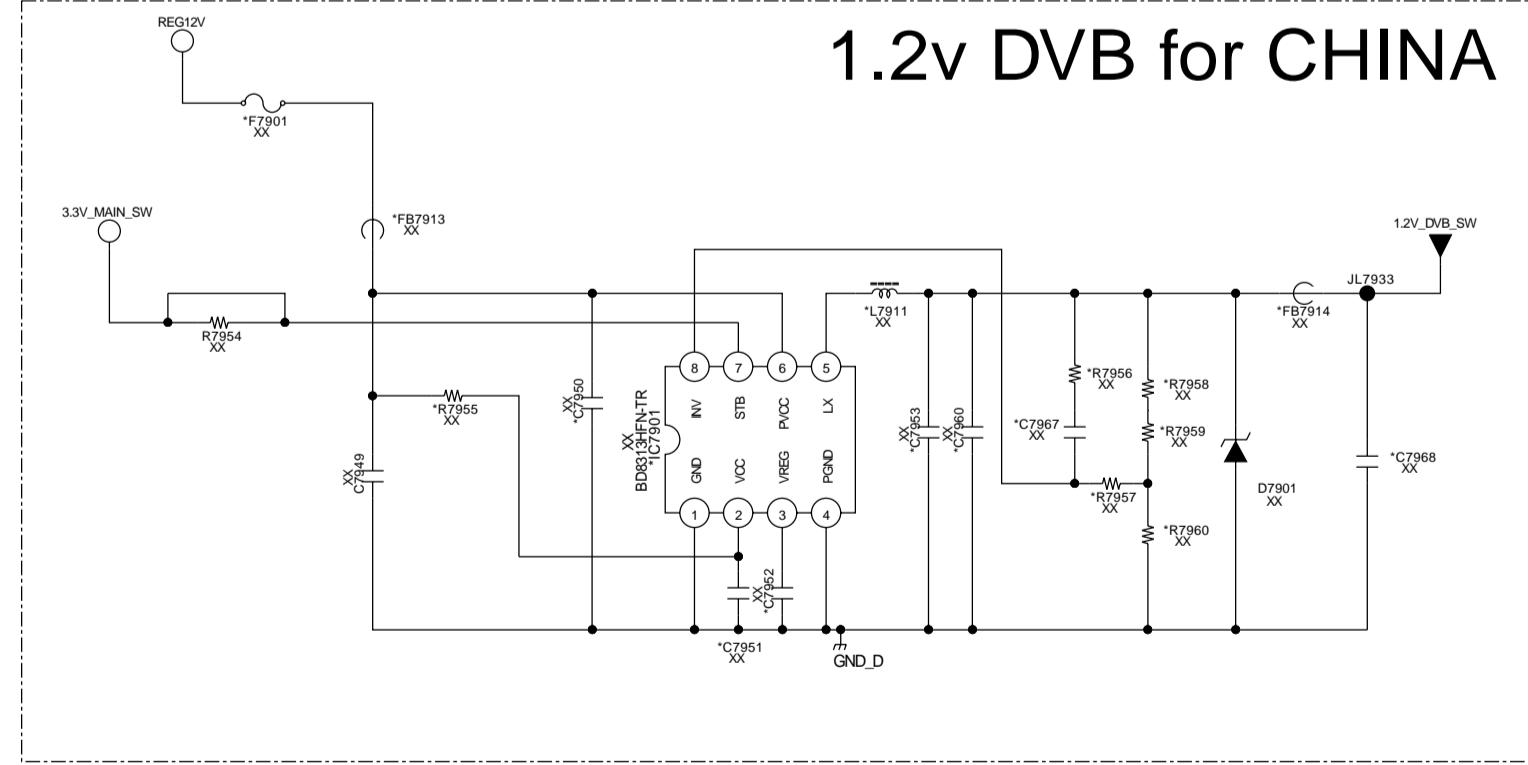 1.2v DVB for CHINA
REG12V
*F7901
XX
3.3V_MAIN_SW
*FB7913
XX
1.2V_DVB_SW
JL7933
*FB7914
XX
R7954
XX
*L7911
XX
*R7955
XX
XX
*C7950
XX
C7949
XX
BD8313HFN-TR
*IC7901
8
7
6
5
INV
STB
PVCC
LX
GND
VCC
VREG
PGND
1
2
3
4
XX
*C7953
XX
*C7960
*R7956
XX
*C7967
XX
*R7957
XX
*R7958
XX
*R7959
XX
*R7960
XX
D7901
XX
*C7968
XX
XX
*C7952
*C7951
XX
GND_D